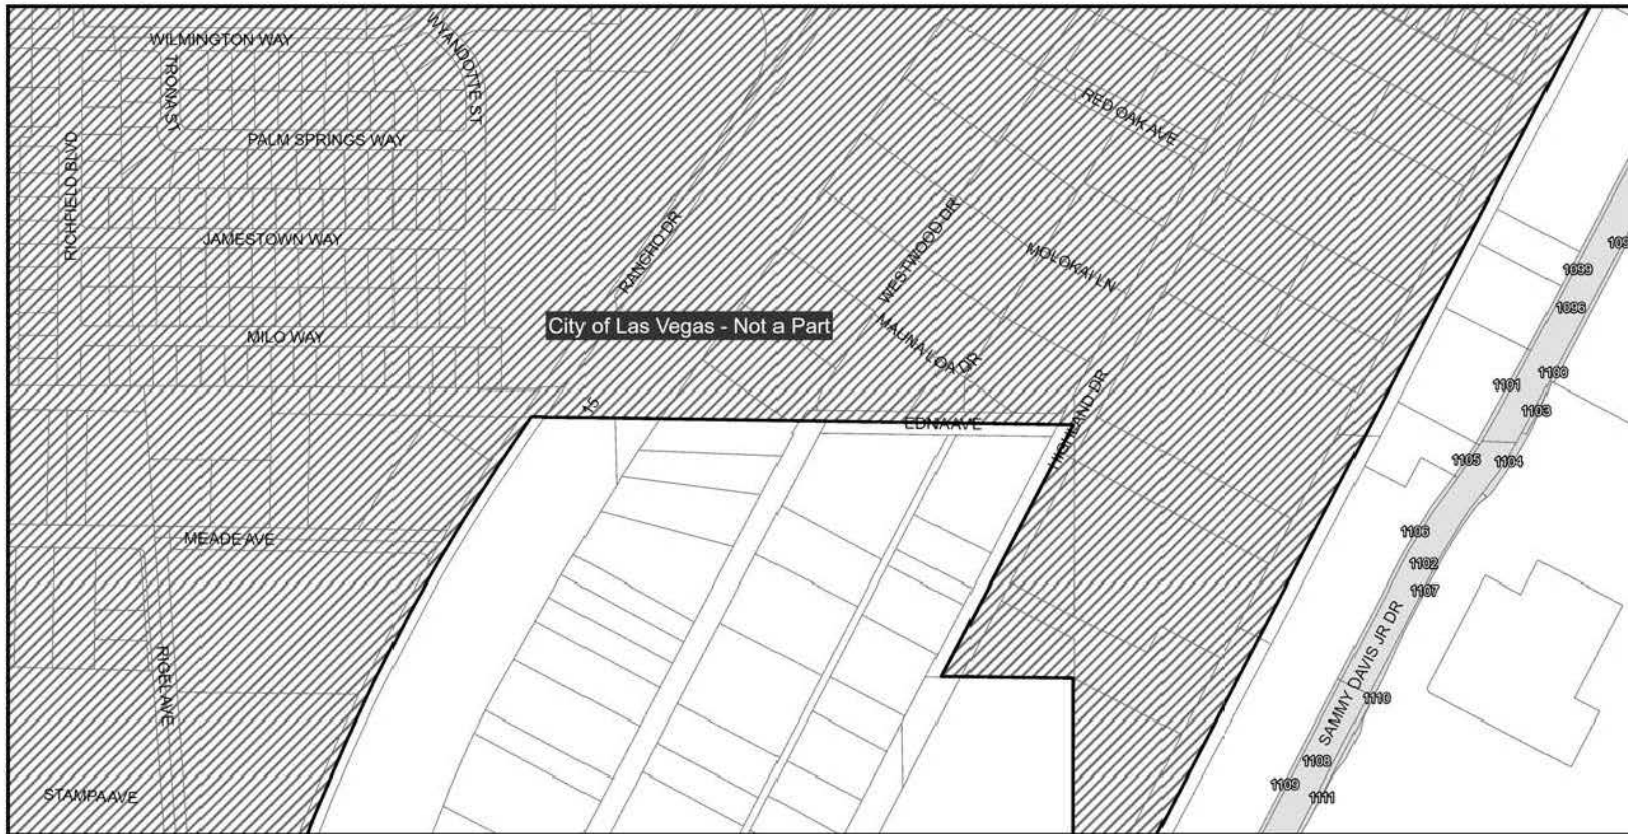 WILMINGTON WAY
WYANDOTTE ST
TRONA ST
RED OAK AVE
PALM SPRINGS WAY
RICHFIELD BLVD
JAMESTOWN WAY
RANCHO DR
WESTWOOD DR
MOLOKAI LN
1099
1096
City of Las Vegas - Not a Part
MILO WAY
MAUNA LOA DR
1100
1101
HIGHLAND DR
15
1103
EDNA AVE
1105
1104
1106
MEADE AVE
1102
1107
SAMMY DAVIS JR DR
RIGEL AVE
1110
1108
1109
STAMPA AVE
1111